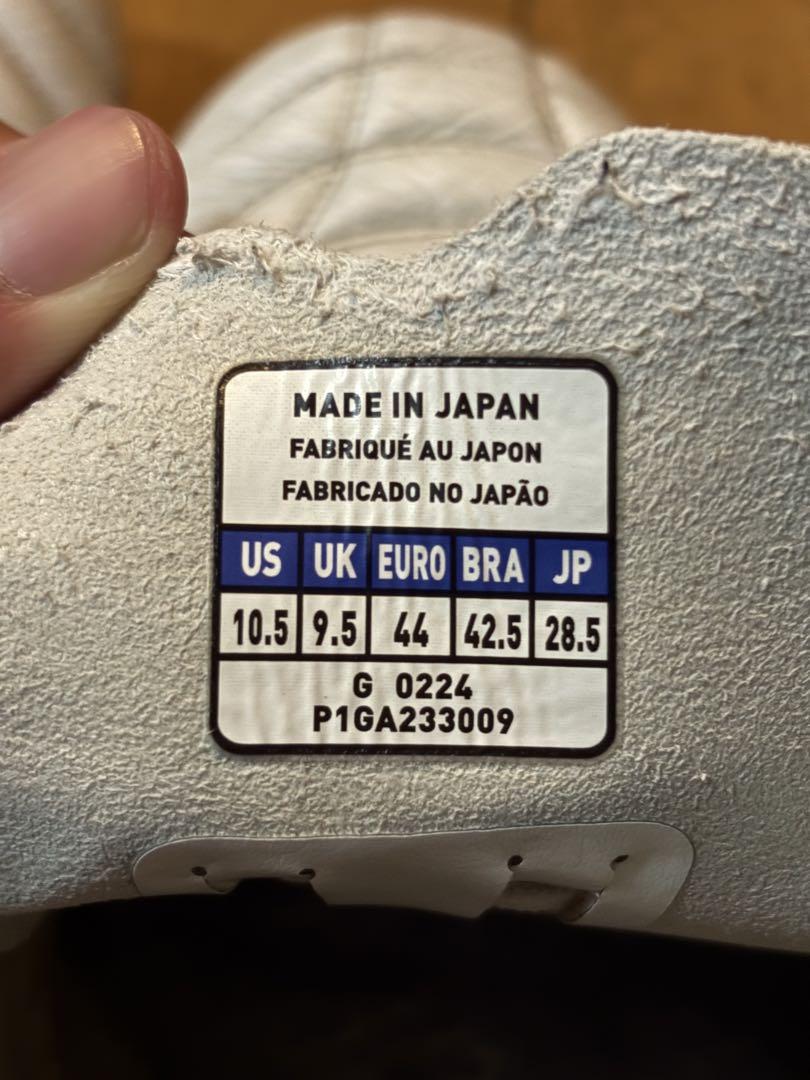 MADE IN JAPAN
FABRIQUÉ AU JAPON
FABRICADO NO JAPÃO
US UK EURO BRA JP
10.5 9.5 44 42.5 28.5
G 0224
P1GA233009